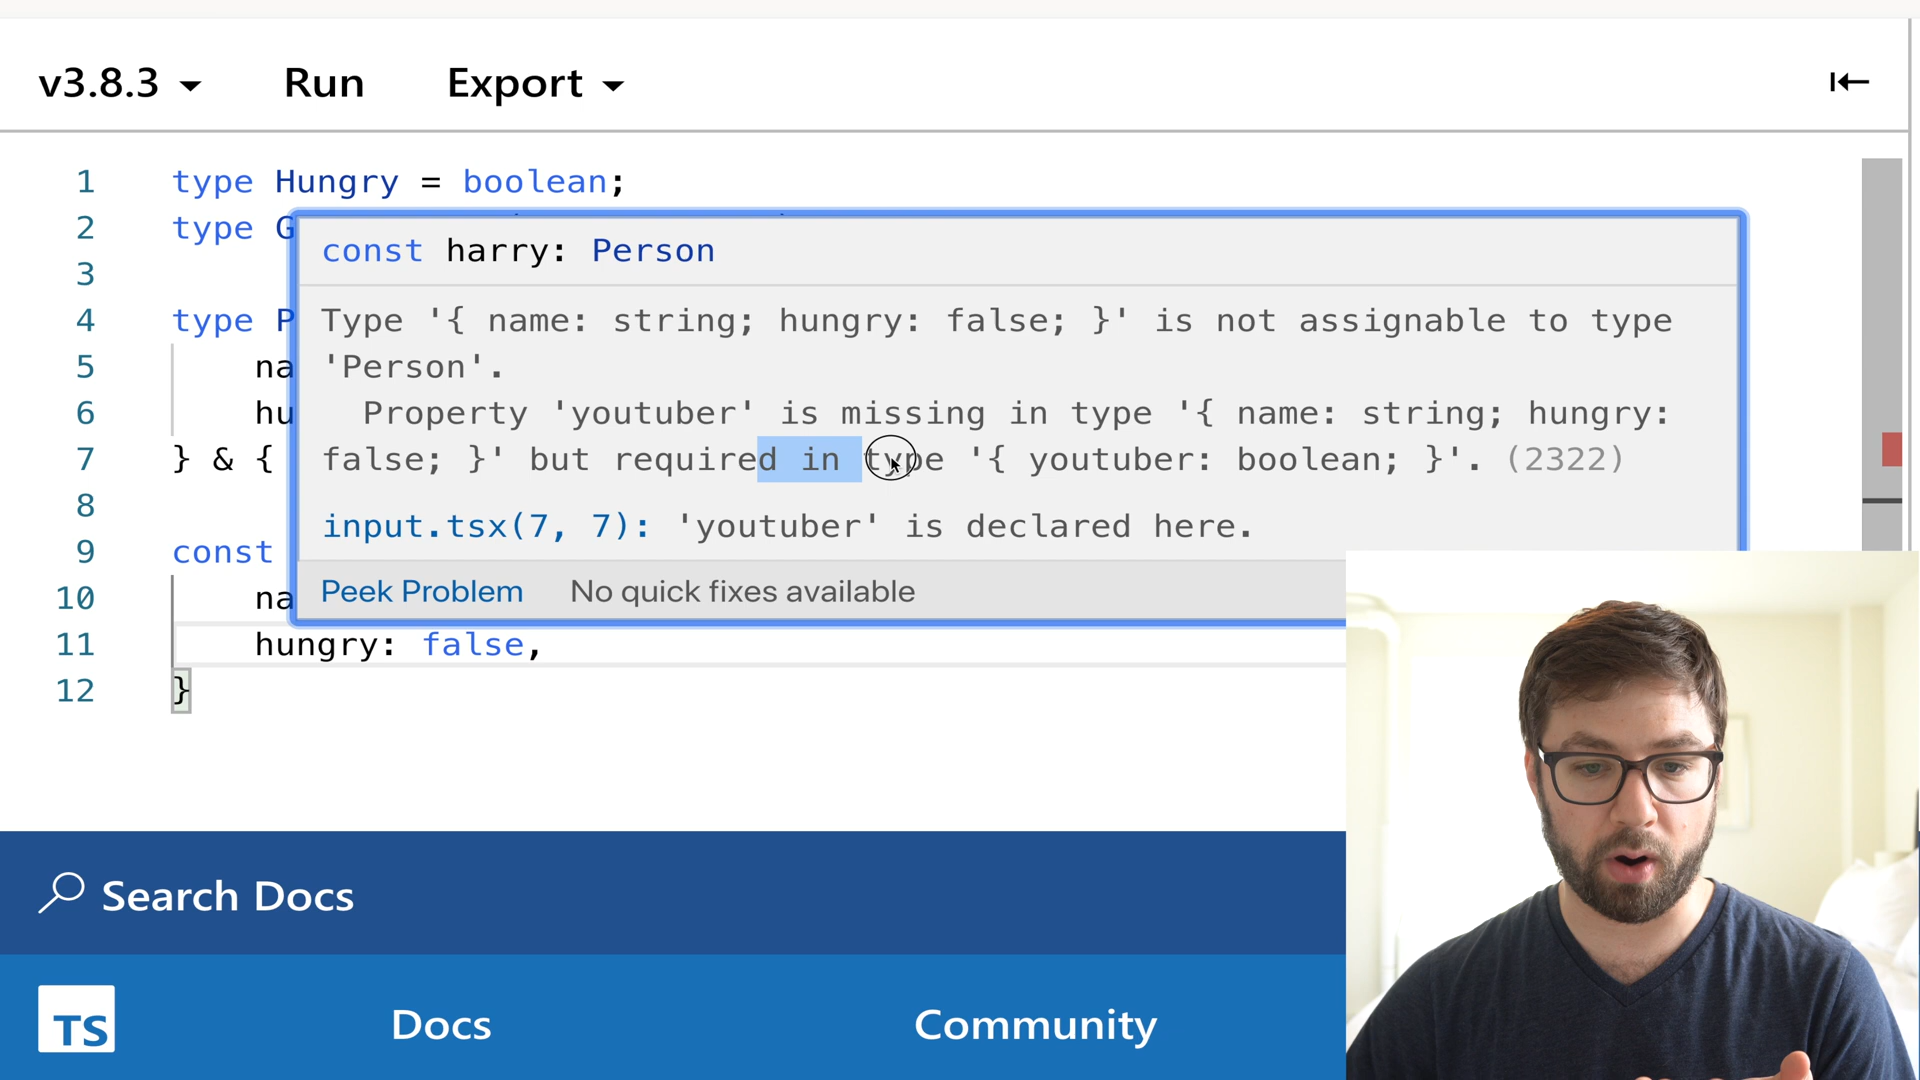 v3.8.3 Run Export
1 type Hungry = boolean;
2 type G
const harry: Person
3
4 type P
Type '{ name: string; hungry: false; }' is not assignable to type
5 na
'Person'.
6 hu
Property 'youtuber' is missing in type '{ name: string; hungry:
7 } & {
false; }' but required in type '{ youtuber: boolean; }'. (2322)
8
input.tsx(7, 7): 'youtuber' is declared here.
9 const
10 na
Peek Problem No quick fixes available
11 hungry: false,
12 }
Search Docs
TS Docs Community